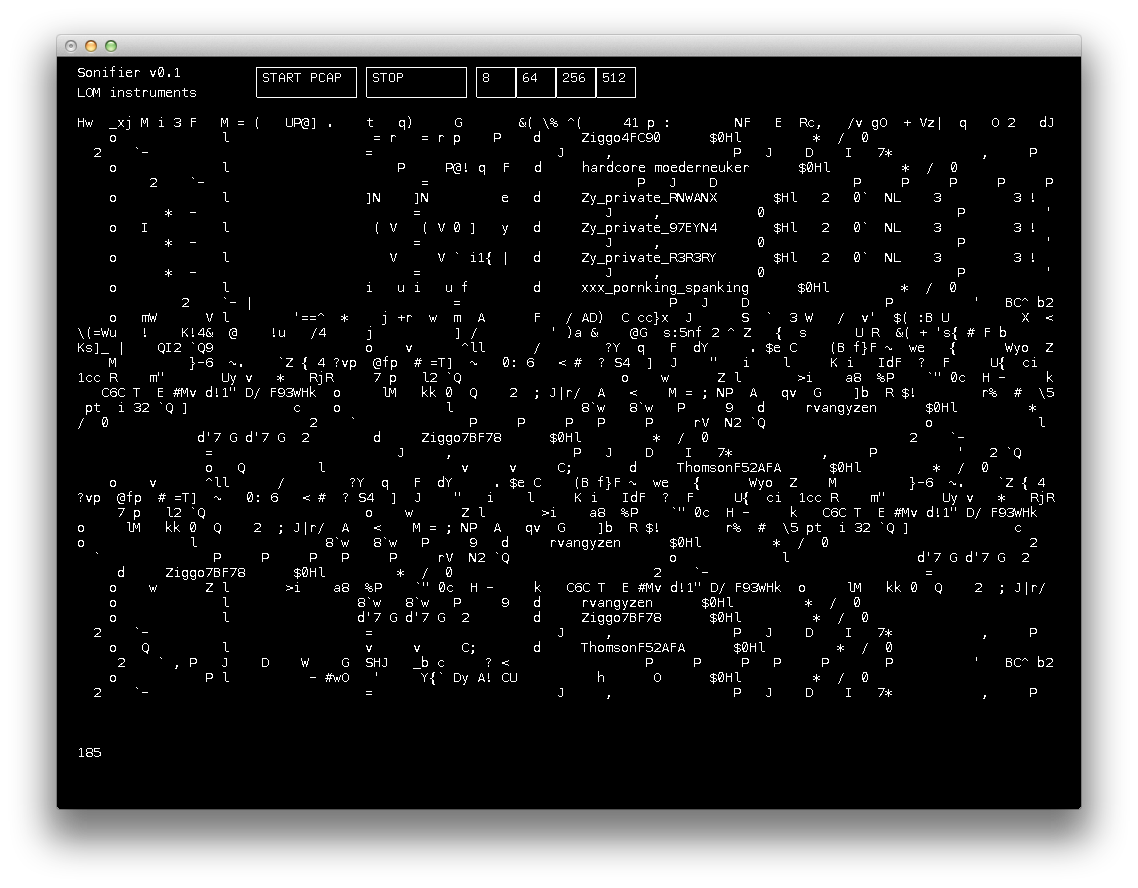 Sonifier v0.1
LOM instruments
START PCAP STOP 8 64 256 512
Hw _xj M i 3 F M = ( UP@] . t q) G &( \% ^( 41 p : NF E Rc, /v gO + Vz| q O 2 dJ
o l = r = r p P d Ziggo4FC90 $0Hl * / 0
2 `- = J , P J D I 7* , P
o l P P@! q F d hardcore moederneuker $0Hl * / 0
2 `- = P J D P P P P P
o l ]N ]N e d Zy_private_RNWANX $Hl 2 0` NL 3 3 !
* - = J , 0 P '
o I l ( V ( V 0 ] y d Zy_private_97EYN4 $Hl 2 0` NL 3 3 !
* - = J , 0
o l V V ` i1{ | d Zy_private_R3R3RY $Hl 2 0` NL 3 3 !
* - = J , 0 P '
o l i u i u f d xxx_pornking_spanking $0Hl * / 0
2 `- | = P J D P ' BC^ b2
o mW V l '==^ * j +r w m A F / AD) C cc}x J S ` 3 W / v' $( :B U X <
\(=Wu ! K!4& @ !u /4 j ] / ' )a & @G s:5nf 2 ^ Z { s U R &( + 's{ # F b
Ks]_ | QI2 `Q9 o v ^ll / ?Y q F dY . $e C (B f}F ~ we { Wyo Z
M }-6 ~. `Z { 4 ?vp @fp # =T] ~ 0: 6 < # ? S4 ] J " i l K i IdF ? F U{ ci
1cc R m" Uy v * RjR 7 p l2 `Q o w Z l >i a8 %P `" 0c H - k
C6C T E #Mv d!1" D/ F93WHk o lM kk 0 Q 2 ; J|r/ A < M = ; NP A qv G ]b R $! r% # \5
pt i 32 `Q ] c o l 8`w 8`w P 9 d rvangyzen $0Hl *
/ 0 2 ` P P P P P rV N2 `Q o l
d'7 G d'7 G 2 d Ziggo7BF78 $0Hl * / 0 2 `-
= J , P J D I 7* , P ' 2 `Q
o Q l v v C; d ThomsonF52AFA $0Hl * / 0
o v ^ll / ?Y q F dY . $e C (B f}F ~ we { Wyo Z M }-6 ~. `Z { 4
?vp @fp # =T] ~ 0: 6 < # ? S4 ] J " i l K i IdF ? F U{ ci 1cc R m" Uy v * RjR
7 p l2 `Q o w Z l >i a8 %P `" 0c H - k C6C T E #Mv d!1" D/ F93WHk
o lM kk 0 Q 2 ; J|r/ A < M = ; NP A qv G ]b R $! r% # \5 pt i 32 `Q ] c
o l 8`w 8`w P 9 d rvangyzen $0Hl * / 0 2
` P P P P P rV N2 `Q o l d'7 G d'7 G 2
d Ziggo7BF78 $0Hl * / 0 2 `- =
o w Z l >i a8 %P `" 0c H - k C6C T E #Mv d!1" D/ F93WHk o lM kk 0 Q 2 ; J|r/
o l 8`w 8`w P 9 d rvangyzen $0Hl * / 0
o l d'7 G d'7 G 2 d Ziggo7BF78 $0Hl * / 0
2 `- = J , P J D I 7* , P
o Q l v v C; d ThomsonF52AFA $0Hl * / 0
2 ` , P J D W G SHJ _b c ? < P P P P P P ' BC^ b2
o P l - #wO ' Y{` Dy A! CU h O $0Hl * / 0
2 `- = J , P J D I 7* , P
185